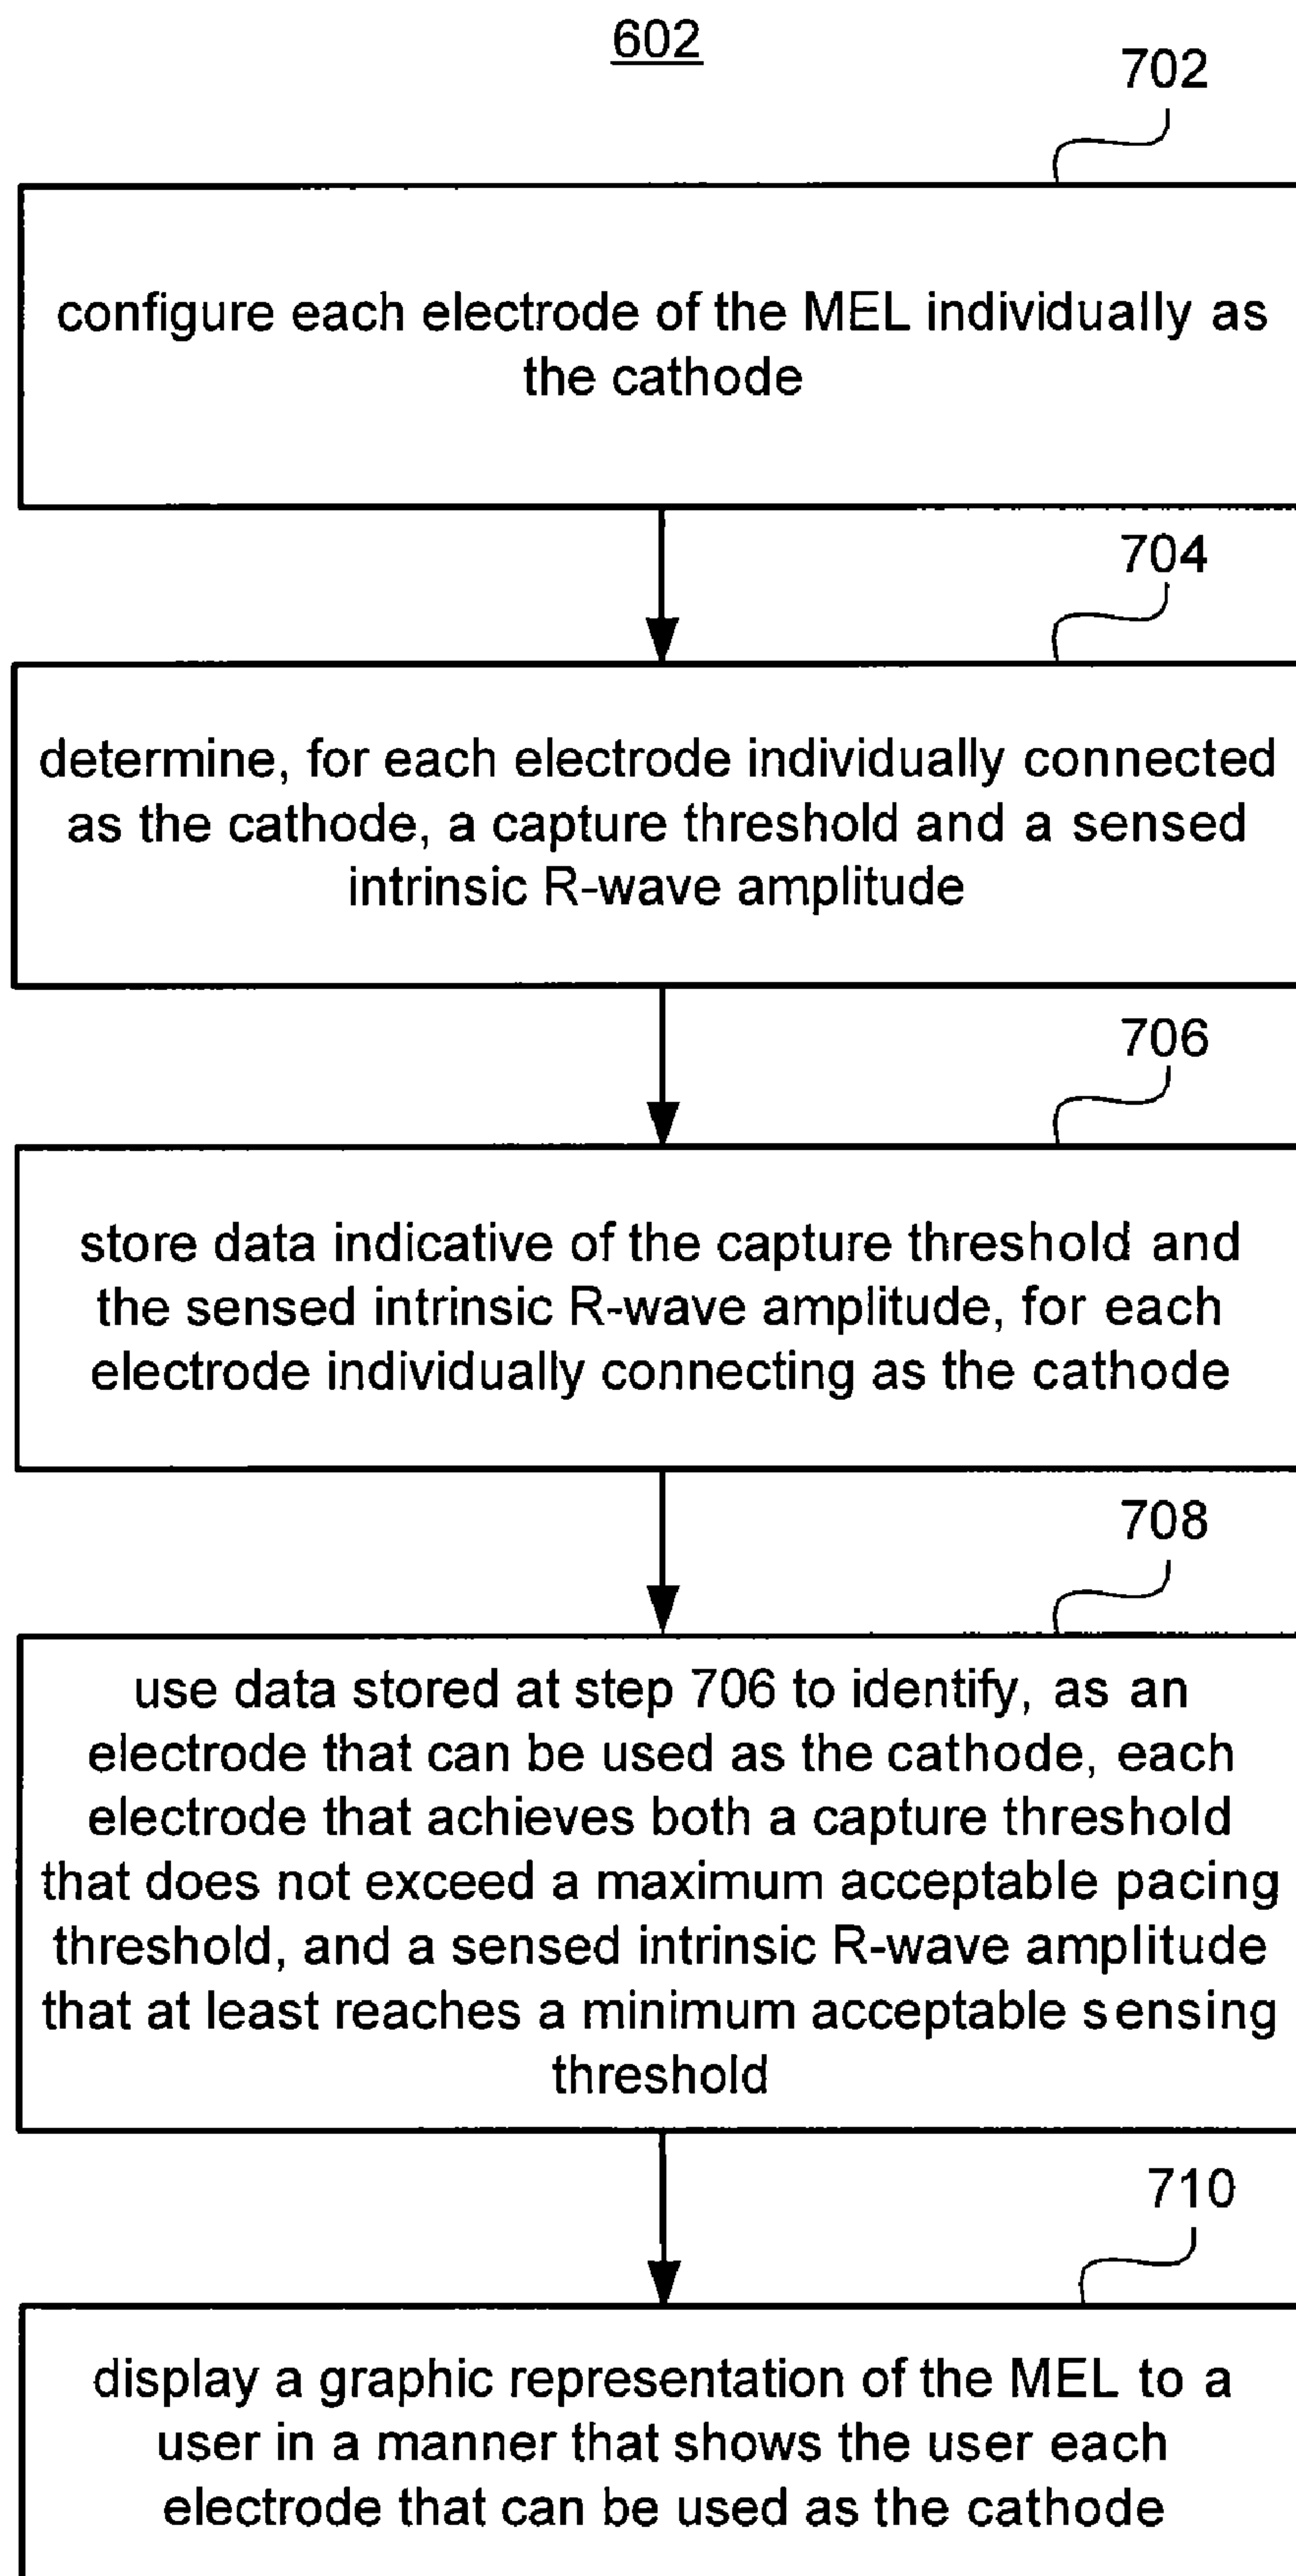 602
702
configure each electrode of the MEL individually as
the cathode
704
determine, for each electrode individually connected
as the cathode, a capture threshold and a sensed
intrinsic R-wave amplitude
706
store data indicative of the capture threshold and
the sensed intrinsic R-wave amplitude, for each
electrode individually connecting as the cathode
708
use data stored at step 706 to identify, as an
electrode that can be used as the cathode, each
electrode that achieves both a capture threshold
that does not exceed a maximum acceptable pacing
threshold, and a sensed intrinsic R-wave amplitude
that at least reaches a minimum acceptable sensing
threshold
710
display a graphic representation of the MEL to a
user in a manner that shows the user each
electrode that can be used as the cathode